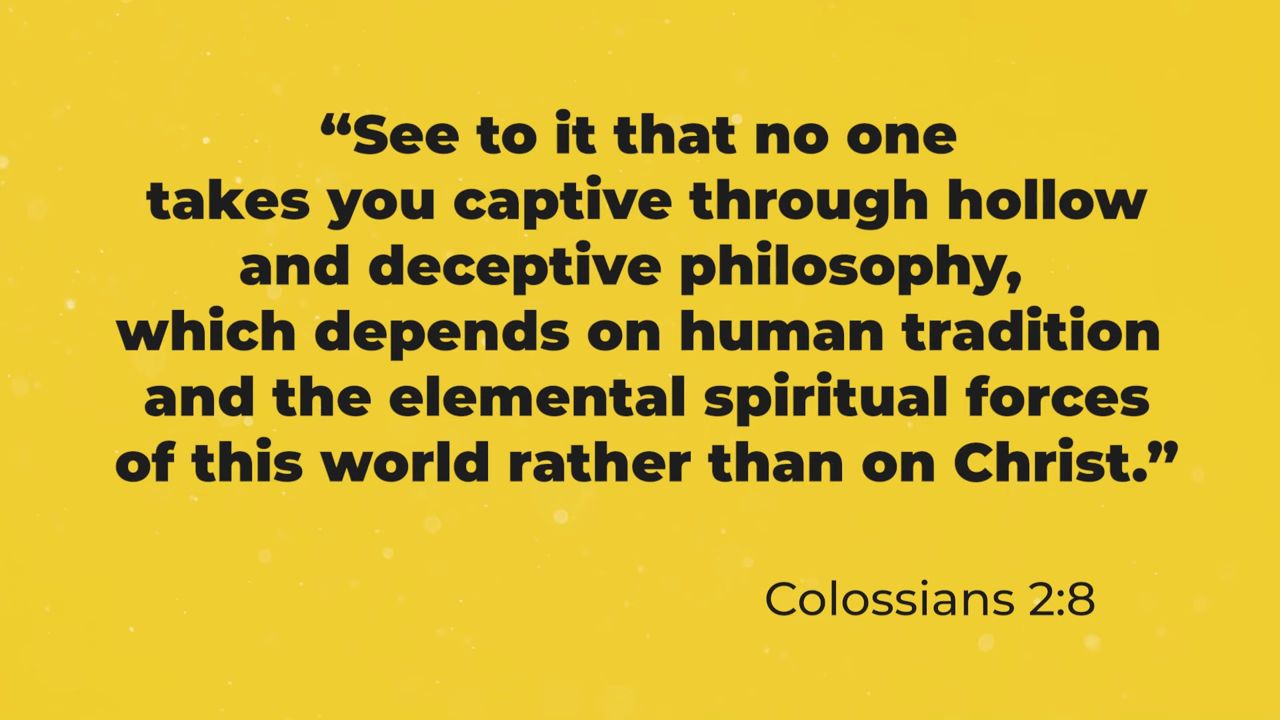 “See to it that no one
takes you captive through hollow
and deceptive philosophy,
which depends on human tradition
and the elemental spiritual forces
of this world rather than on Christ.”
Colossians 2:8